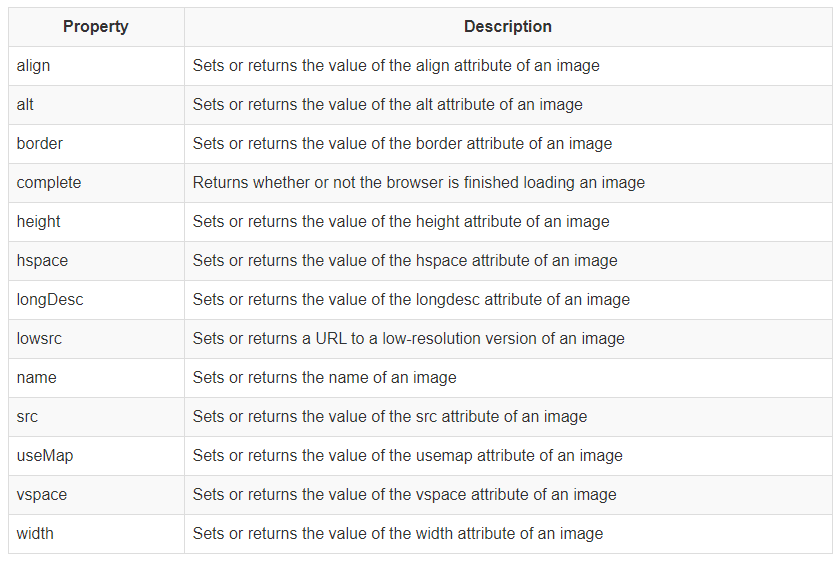 Property Description
align Sets or returns the value of the align attribute of an image
alt Sets or returns the value of the alt attribute of an image
border Sets or returns the value of the border attribute of an image
complete Returns whether or not the browser is finished loading an image
height Sets or returns the value of the height attribute of an image
hspace Sets or returns the value of the hspace attribute of an image
longDesc Sets or returns the value of the longdesc attribute of an image
lowsrc Sets or returns a URL to a low-resolution version of an image
name Sets or returns the name of an image
src Sets or returns the value of the src attribute of an image
useMap Sets or returns the value of the usemap attribute of an image
vspace Sets or returns the value of the vspace attribute of an image
width Sets or returns the value of the width attribute of an image